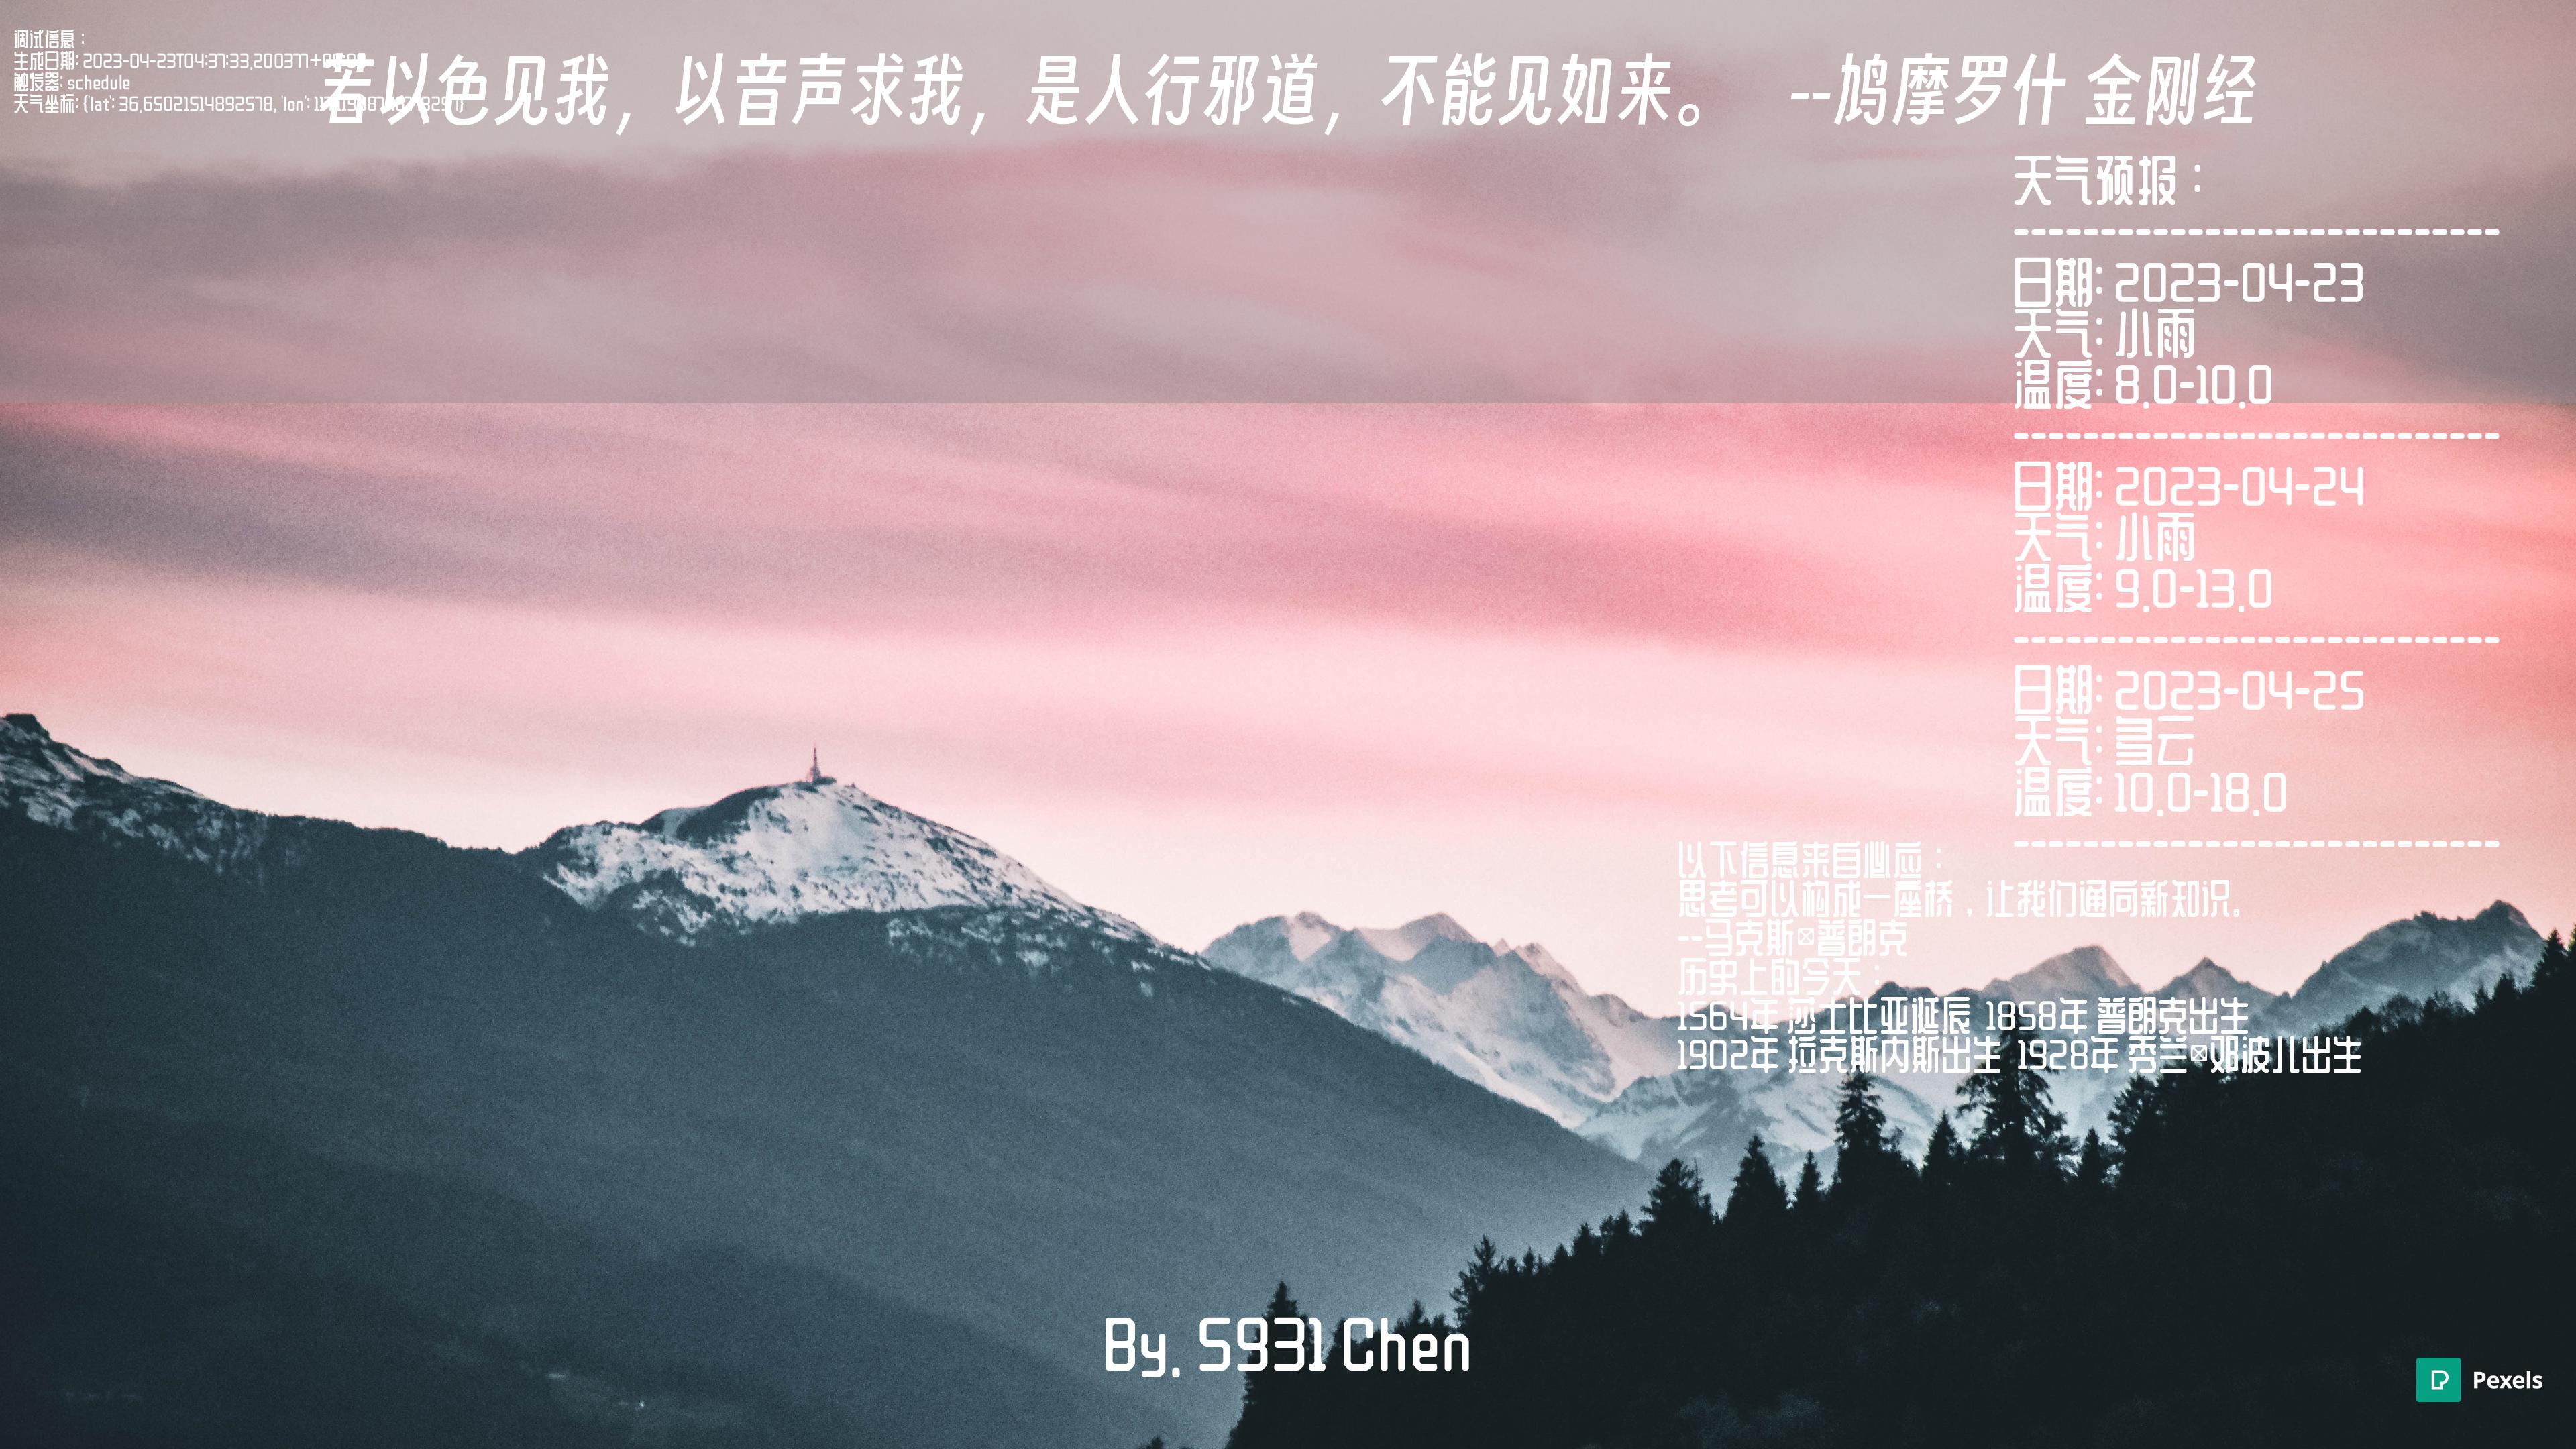 调试信息：
生成日期: 2023-04-23T04:37:33.200377+
触发器: schedule
天气坐标: {'lat': 36.65021514892578, 'lon':
若以色见我，以音声求我，是人行邪道，不能见如来。 --鸠摩罗什 金刚经
天气预报：
----------------------------
日期: 2023-04-23
天气: 小雨
温度: 8.0-10.0
----------------------------
日期: 2023-04-24
天气: 小雨
温度: 9.0-13.0
----------------------------
日期: 2023-04-25
天气: 多云
温度: 10.0-18.0
----------------------------
以下信息来自必应：
思考可以构成一座桥，让我们通向新知识。
--马克斯☒普朗克
历史上的今天：
1564年 莎士比亚诞辰 1858年 普朗克出生
1902年 拉克斯内斯出生 1928年 秀兰☒邓波儿出生
By. S931 Chen
Pexels